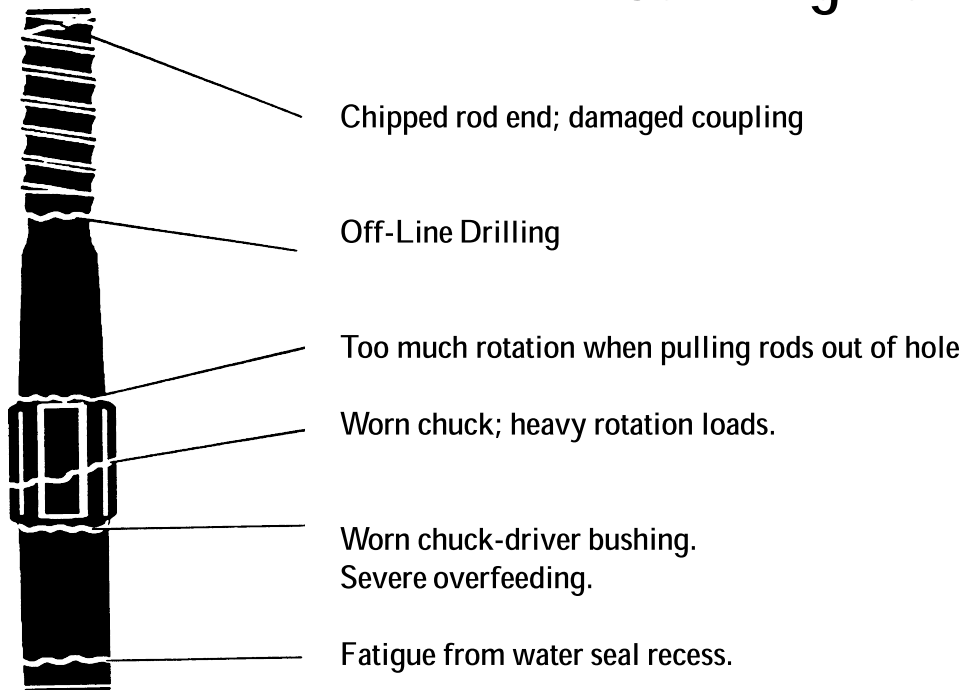 Chipped rod end; damaged coupling
Off-Line Drilling
Too much rotation when pulling rods out of hole
Worn chuck; heavy rotation loads.
Worn chuck-driver bushing.
Severe overfeeding.
Fatigue from water seal recess.